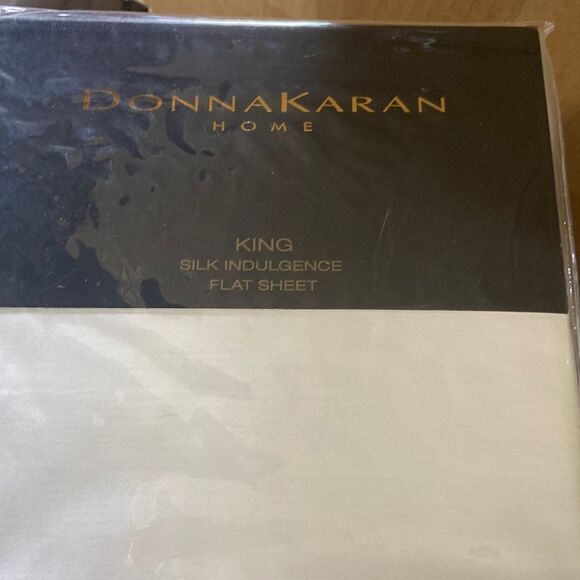 DONNAKARAN
HOME
KING
SILK INDULGENCE
FLAT SHEET